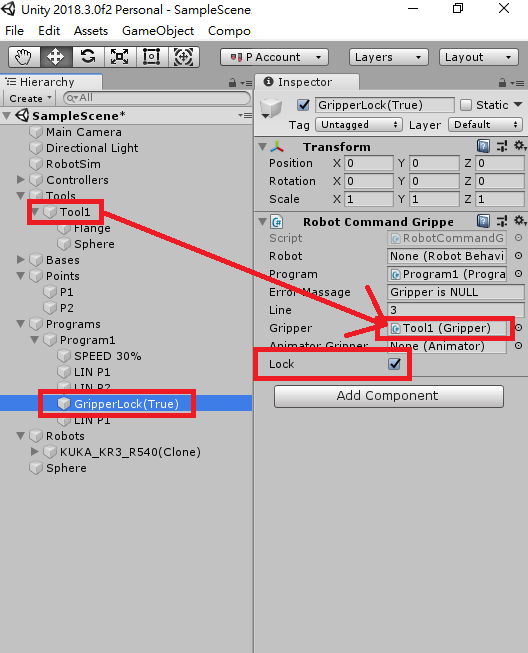 Unity 2018.3.0f2 Personal - SampleScene
File Edit Assets GameObject Compo
P Account Layers Layout
Hierarchy
Create All
SampleScene*
Main Camera
Directional Light
RobotSim
Controllers
Tools
Tool1
Flange
Sphere
Bases
Points
P1
P2
Programs
Program1
SPEED 30%
LIN P1
LIN P2
GripperLock(True)
LIN P1
Robots
KUKA_KR3_R540(Clone)
Sphere
Inspector
GripperLock(True) Static
Tag Untagged Layer Default
Transform
Position X 0 Y 0 Z 0
Rotation X 0 Y 0 Z 0
Scale X 1 Y 1 Z 1
Robot Command Grippe
Script RobotCommandG
Robot None (Robot Behavi
Program Program1 (Progra
Error Massage Gripper is NULL
Line 3
Gripper Tool1 (Gripper)
Animator Gripper None (Animator)
Lock
Add Component